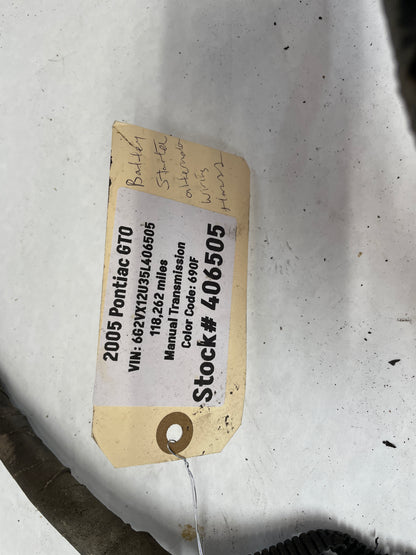 Battery
Starter
alternator
Wiring
Harness
2005 Pontiac GTO
VIN: 6G2VX12U35L406505
118,262 miles
Manual Transmission
Color Code: 690F
Stock# 406505